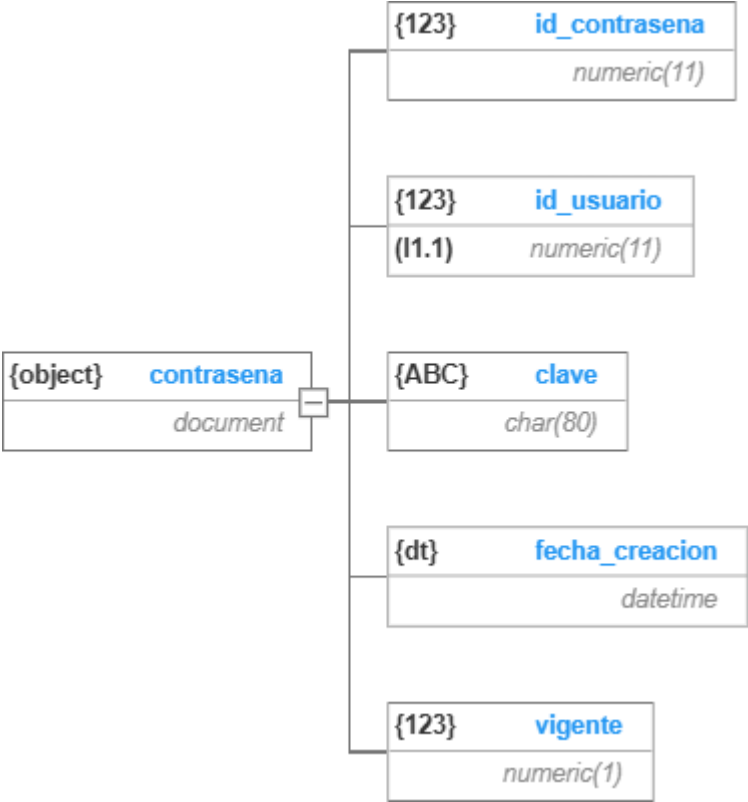 {123} id_contrasena
numeric(11)
{123} id_usuario
(I1.1) numeric(11)
{object} contrasena
document
{ABC} clave
char(80)
{dt} fecha_creacion
datetime
{123} vigente
numeric(1)